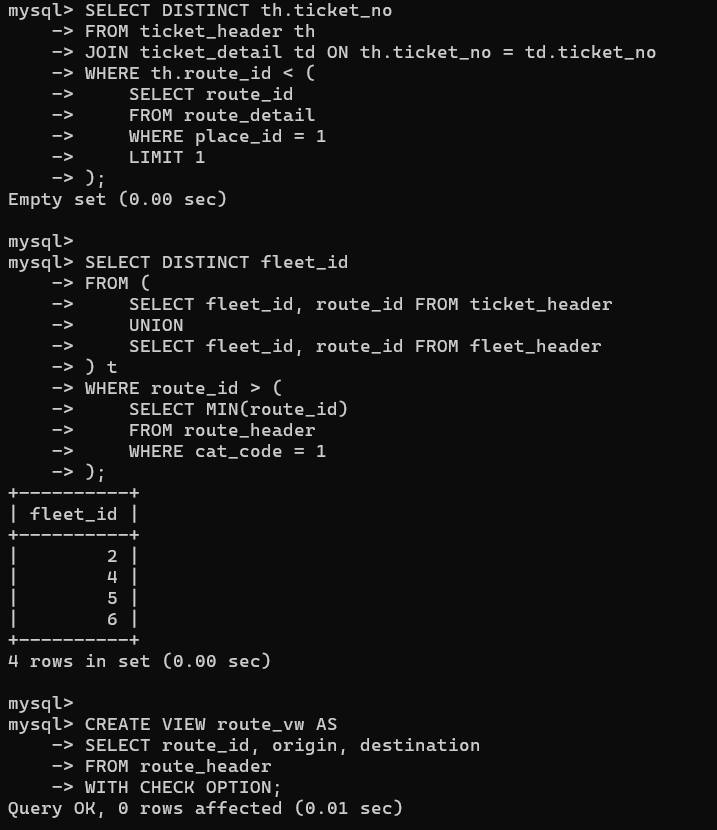 mysql> SELECT DISTINCT th.ticket_no
    -> FROM ticket_header th
    -> JOIN ticket_detail td ON th.ticket_no = td.ticket_no
    -> WHERE th.route_id < (
    ->     SELECT route_id
    ->     FROM route_detail
    ->     WHERE place_id = 1
    ->     LIMIT 1
    -> );
Empty set (0.00 sec)

mysql>
mysql> SELECT DISTINCT fleet_id
    -> FROM (
    ->     SELECT fleet_id, route_id FROM ticket_header
    ->     UNION
    ->     SELECT fleet_id, route_id FROM fleet_header
    -> ) t
    -> WHERE route_id > (
    ->     SELECT MIN(route_id)
    ->     FROM route_header
    ->     WHERE cat_code = 1
    -> );
+----------+
| fleet_id |
+----------+
|        2 |
|        4 |
|        5 |
|        6 |
+----------+
4 rows in set (0.00 sec)

mysql>
mysql> CREATE VIEW route_vw AS
    -> SELECT route_id, origin, destination
    -> FROM route_header
    -> WITH CHECK OPTION;
Query OK, 0 rows affected (0.01 sec)